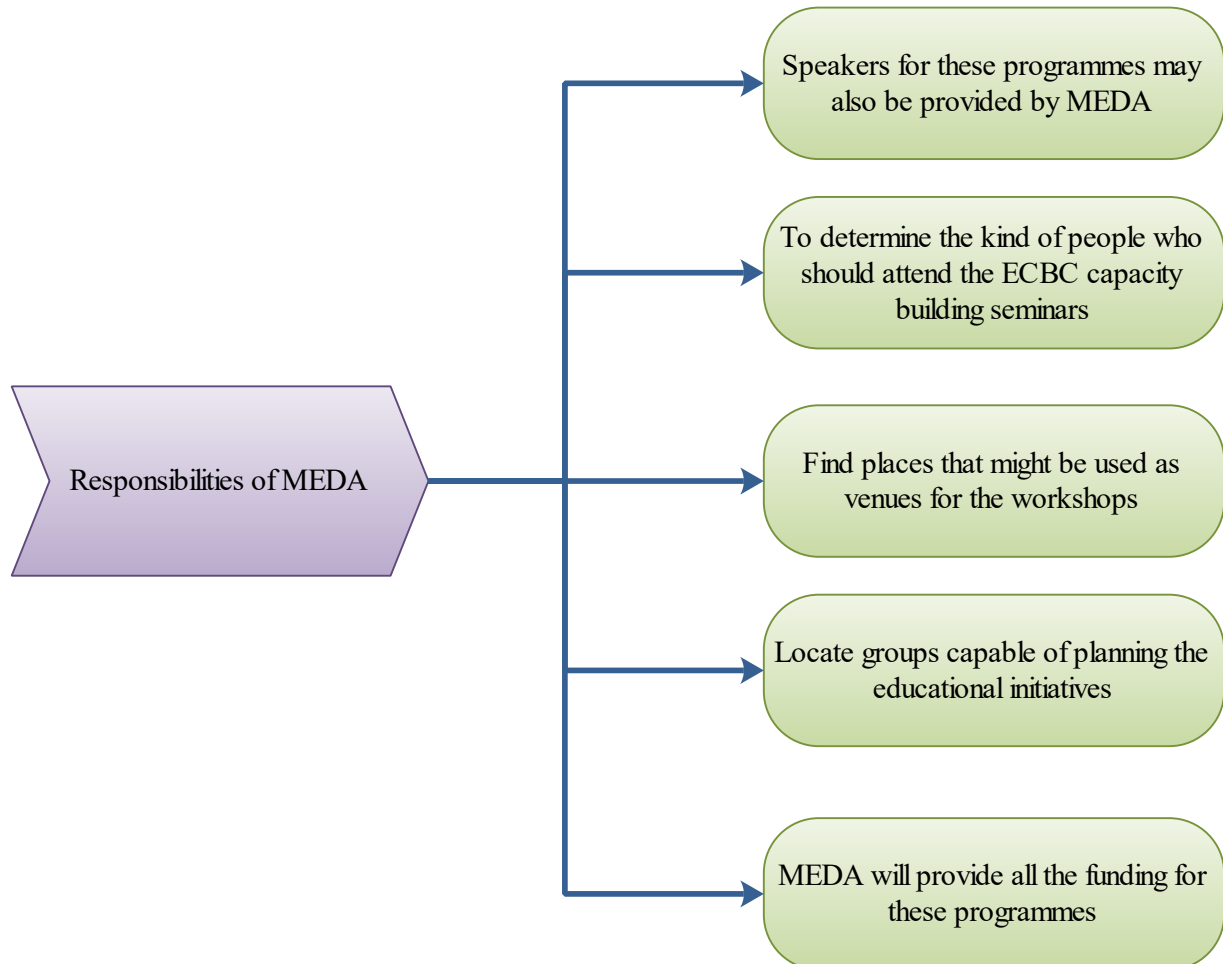 Speakers for these programmes may
also be provided by MEDA
To determine the kind of people who
should attend the ECBC capacity
building seminars
Responsibilities of MEDA
Find places that might be used as
venues for the workshops
Locate groups capable of planning the
educational initiatives
MEDA will provide all the funding for
these programmes